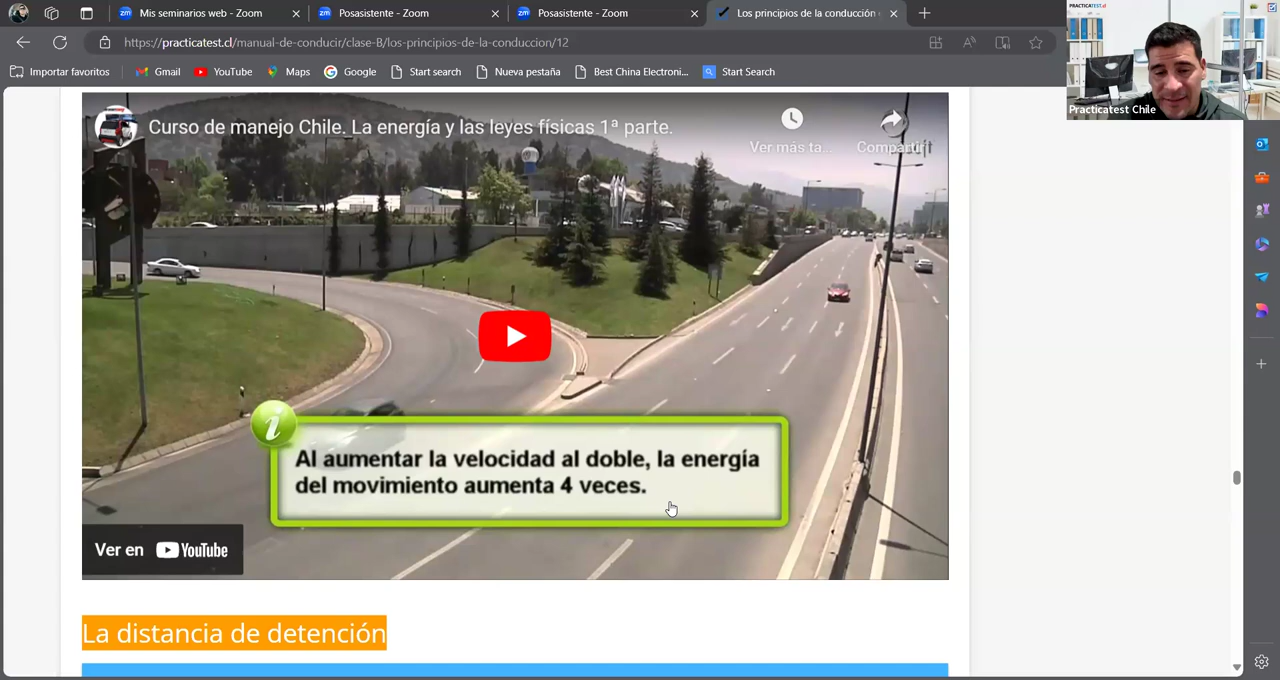 Mis seminarios web - Zoom
Posasistente - Zoom
Posasistente - Zoom
Los principios de la conducción
https://practicatest.cl/manual-de-conducir/clase-B/los-principios-de-la-conduccion/12
Importar favoritos
Gmail
YouTube
Maps
Google
Start search
Nueva pestaña
Best China Electroni...
Start Search
PRACTICATEST.cl
Practicatest Chile
Curso de manejo Chile. La energía y las leyes físicas 1ª parte.
Ver más ta...
Compartir
Al aumentar la velocidad al doble, la energía
del movimiento aumenta 4 veces.
Ver en YouTube
La distancia de detención